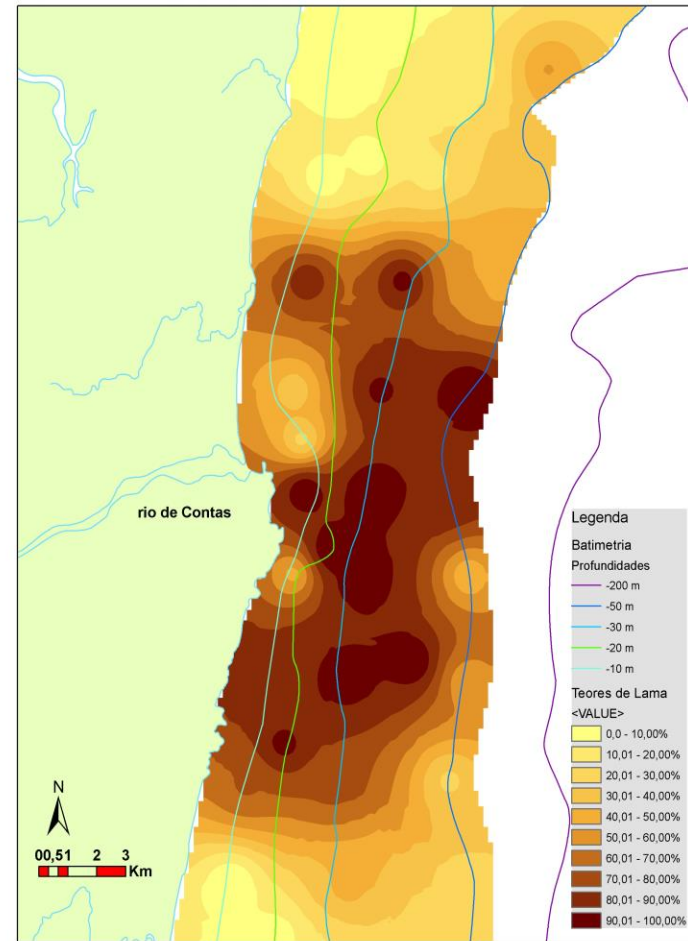 rio de Contas
N
00,51 2 3
Km
Legenda
Batimetria
Profundidades
-200 m
-50 m
-30 m
-20 m
-10 m
Teores de Lama
<VALUE>
0,0 - 10,00%
10,01 - 20,00%
20,01 - 30,00%
30,01 - 40,00%
40,01 - 50,00%
50,01 - 60,00%
60,01 - 70,00%
70,01 - 80,00%
80,01 - 90,00%
90,01 - 100,00%